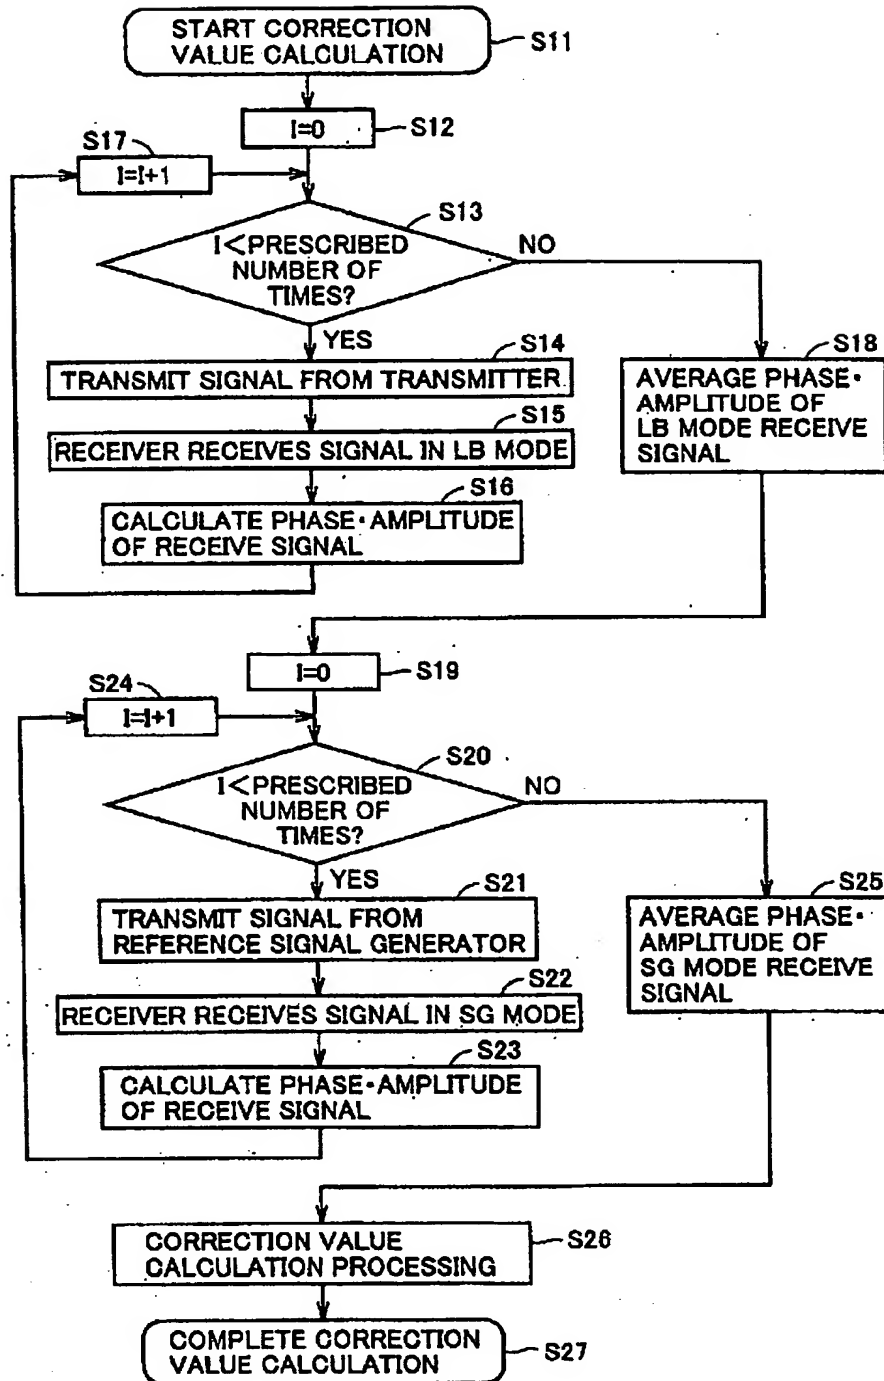 START CORRECTION
VALUE CALCULATION
S11
I=0
S12
S17
I=I+1
S13
I<PRESCRIBED
NUMBER OF
TIMES?
NO
YES
S14
TRANSMIT SIGNAL FROM TRANSMITTER
S15
RECEIVER RECEIVES SIGNAL IN LB MODE
S16
CALCULATE PHASE·AMPLITUDE
OF RECEIVE SIGNAL
S18
AVERAGE PHASE·
AMPLITUDE OF
LB MODE RECEIVE
SIGNAL
I=0
S19
S24
I=I+1
S20
I<PRESCRIBED
NUMBER OF
TIMES?
NO
YES
S21
TRANSMIT SIGNAL FROM
REFERENCE SIGNAL GENERATOR
S22
RECEIVER RECEIVES SIGNAL IN SG MODE
S23
CALCULATE PHASE·AMPLITUDE
OF RECEIVE SIGNAL
S25
AVERAGE PHASE·
AMPLITUDE OF
SG MODE RECEIVE
SIGNAL
CORRECTION VALUE
CALCULATION PROCESSING
S26
COMPLETE CORRECTION
VALUE CALCULATION
S27